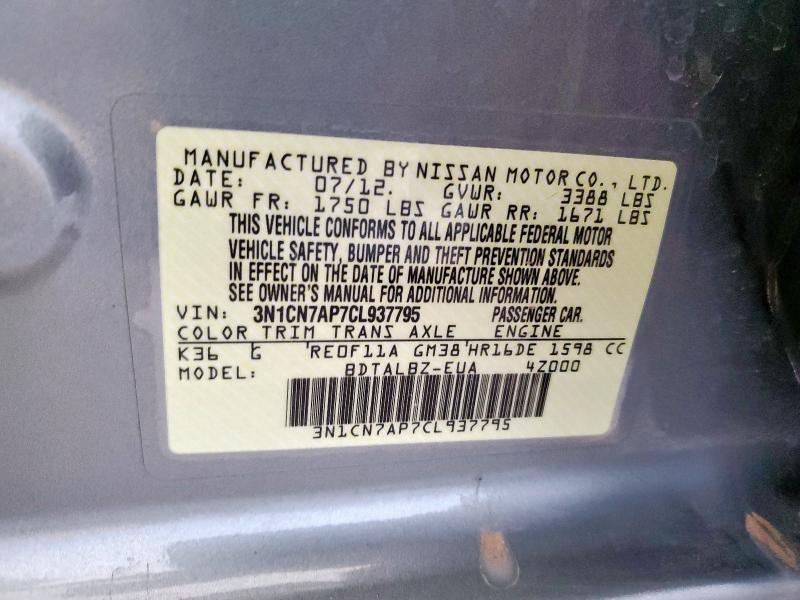 MANUFACTURED BY NISSAN MOTOR CO., LTD.
DATE: 07/12. GVWR: 3388 LBS
GAWR FR: 1750 LBS GAWR RR: 1671 LBS
THIS VEHICLE CONFORMS TO ALL APPLICABLE FEDERAL MOTOR
VEHICLE SAFETY, BUMPER AND THEFT PREVENTION STANDARDS
IN EFFECT ON THE DATE OF MANUFACTURE SHOWN ABOVE.
SEE OWNER'S MANUAL FOR ADDITIONAL INFORMATION.
VIN: 3N1CN7AP7CL937795 PASSENGER CAR.
COLOR TRIM TRANS AXLE ENGINE
K36 G RE0F11A GM38 HR16DE 1598 CC
MODEL: BDTALBZ-EUA 4Z000
3N1CN7AP7CL937795